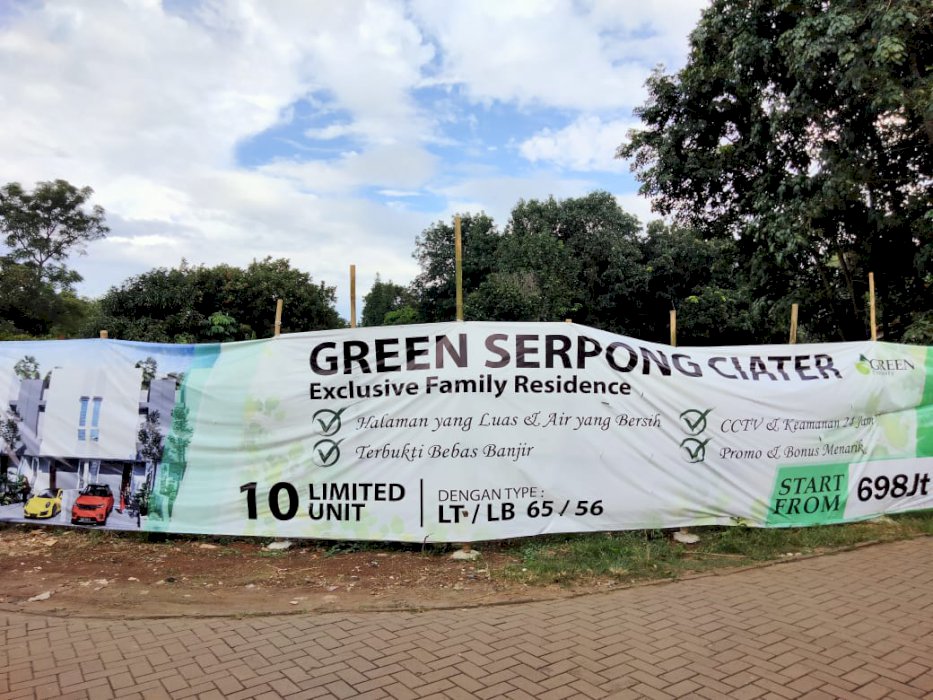 GREEN SERPONG CIATER
Exclusive Family Residence
Halaman yang Luas & Air yang Bersih
Terbukti Bebas Banjir
CCTV & Keamanan 24 Jam
Promo & Bonus Menarik
10 LIMITED
UNIT
DENGAN TYPE :
LT / LB 65 / 56
START
FROM
698Jt
GREEN